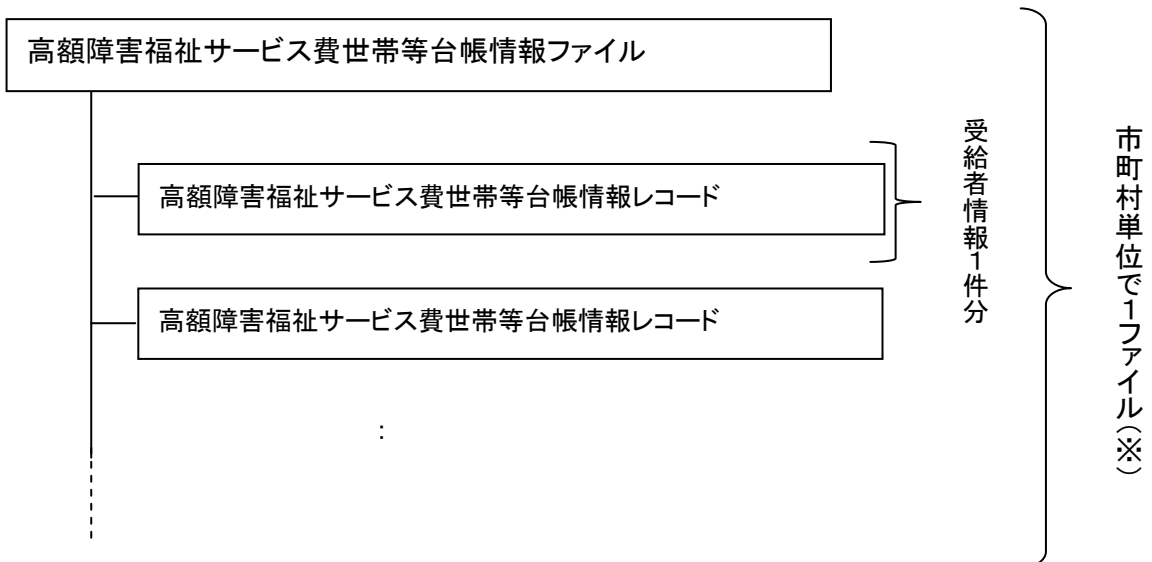 高額障害福祉サービス費世帯等台帳情報ファイル
高額障害福祉サービス費世帯等台帳情報レコード
高額障害福祉サービス費世帯等台帳情報レコード
:
受給者情報1件分
市町村単位で1ファイル(※)